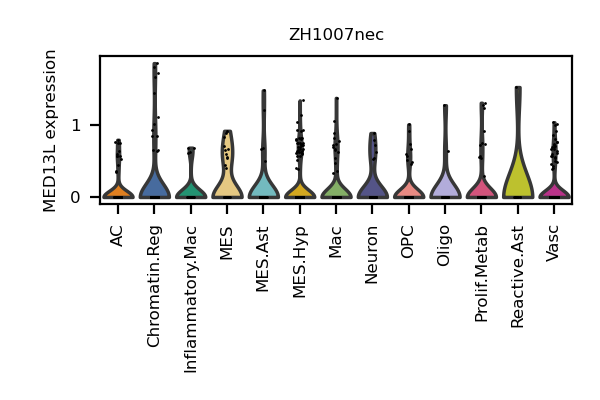 ZH1007nec
MED13L expression
1
0
AC
Chromatin.Reg
Inflammatory.Mac
MES
MES.Ast
MES.Hyp
Mac
Neuron
OPC
Oligo
Prolif.Metab
Reactive.Ast
Vasc